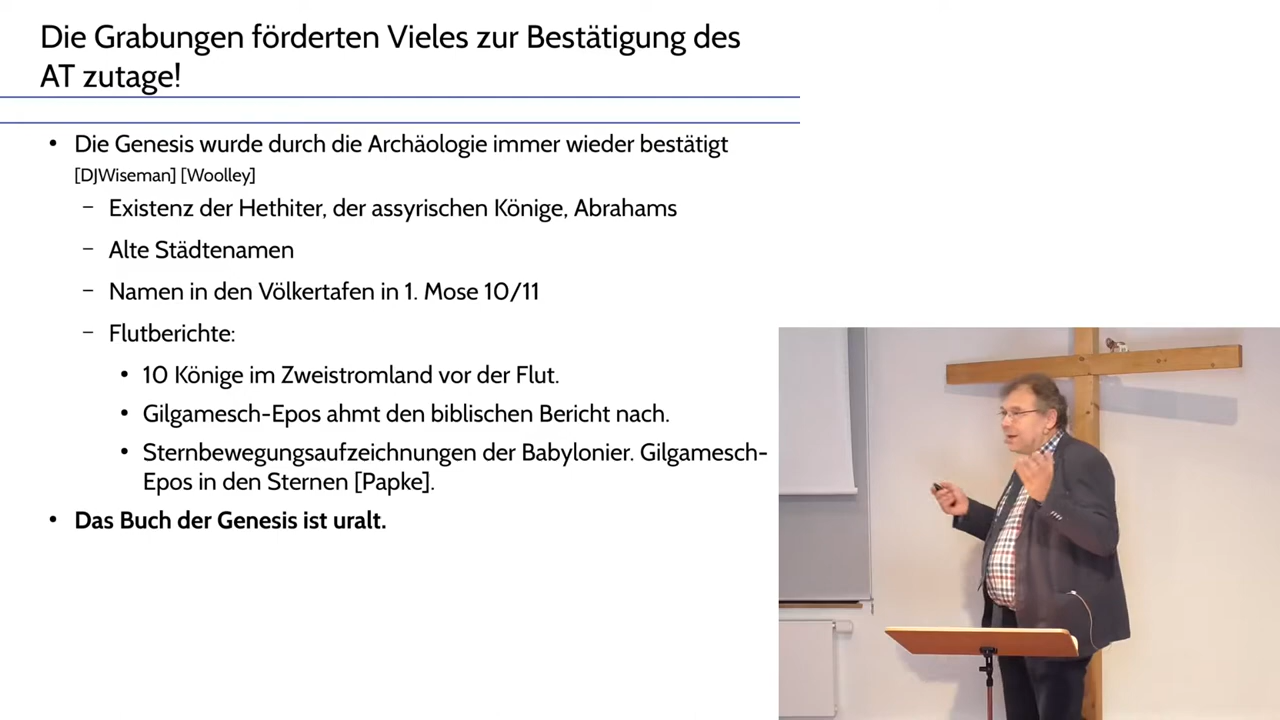 Die Grabungen förderten Vieles zur Bestätigung des
AT zutage!
• Die Genesis wurde durch die Archäologie immer wieder bestätigt
[DJWiseman] [Woolley]
– Existenz der Hethiter, der assyrischen Könige, Abrahams
– Alte Städtenamen
– Namen in den Völkertafen in 1. Mose 10/11
– Flutberichte:
• 10 Könige im Zweistromland vor der Flut.
• Gilgamesch-Epos ahmt den biblischen Bericht nach.
• Sternbewegungsaufzeichnungen der Babylonier. Gilgamesch-
Epos in den Sternen [Papke].
• Das Buch der Genesis ist uralt.